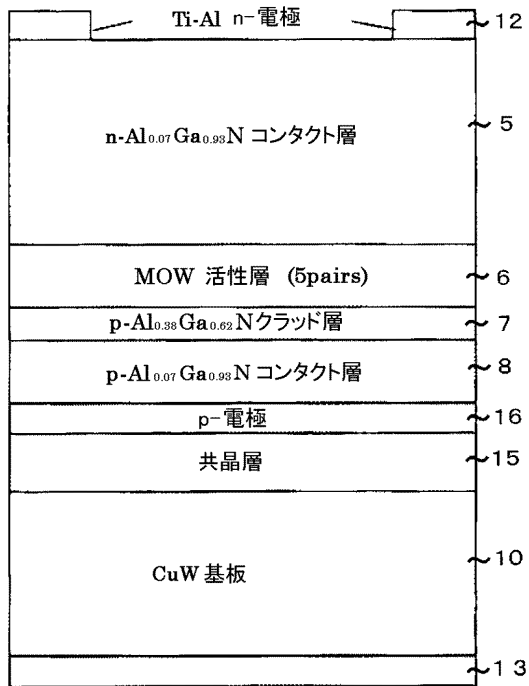 Ti-Al n-電極
12
n-Al0.07Ga0.93N コンタクト層
5
MOW 活性層 (5pairs)
6
p-Al0.38Ga0.62Nクラッド層
7
p-Al0.07Ga0.93N コンタクト層
8
p-電極
16
共晶層
15
CuW 基板
10
13